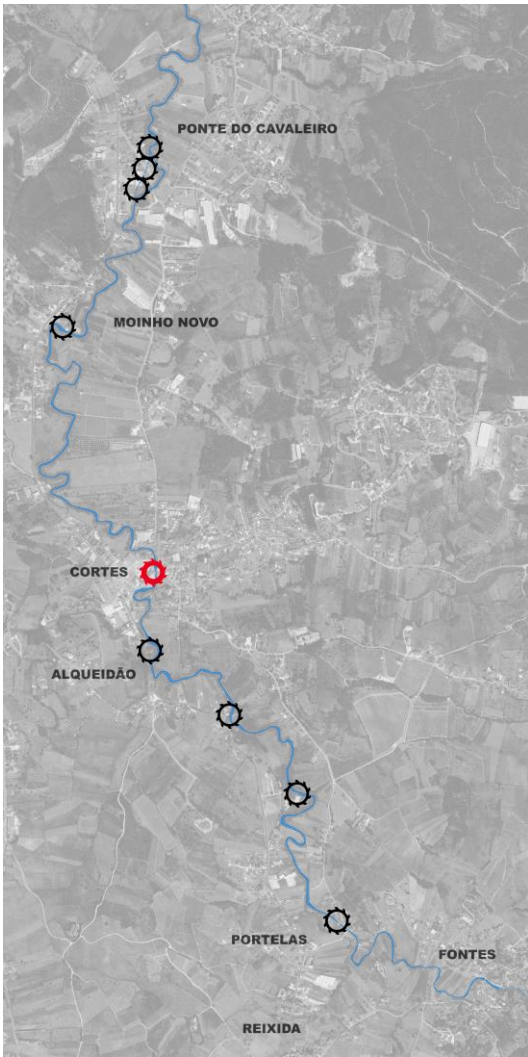 PONTE DO CAVALEIRO
MOINHO NOVO
CORTES
ALQUEIDÃO
PORTELAS
FONTES
REIXIDA